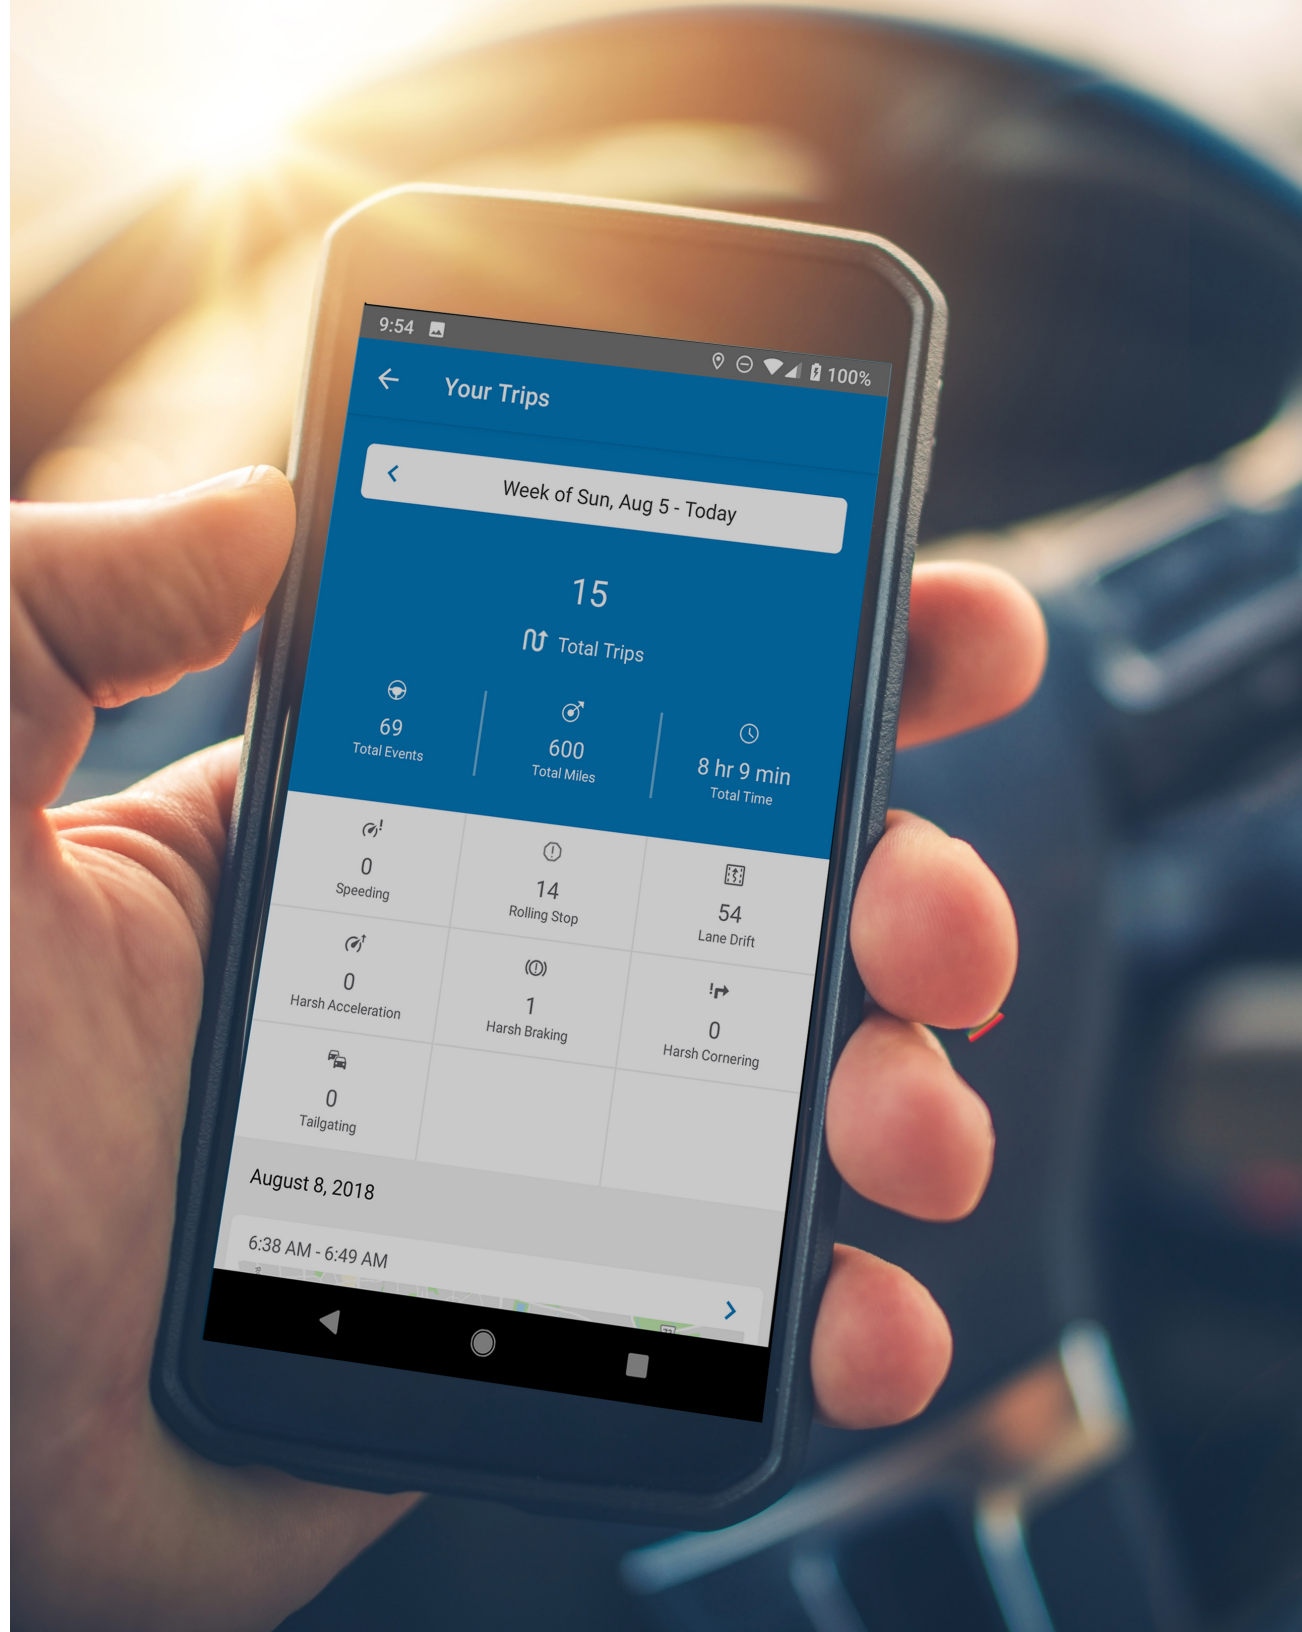 9:54
100%
Your Trips
Week of Sun, Aug 5 - Today
15
Total Trips
69
Total Events
600
Total Miles
8 hr 9 min
Total Time
0
Speeding
14
Rolling Stop
54
Lane Drift
0
Harsh Acceleration
1
Harsh Braking
0
Harsh Cornering
0
Tailgating
August 8, 2018
6:38 AM - 6:49 AM